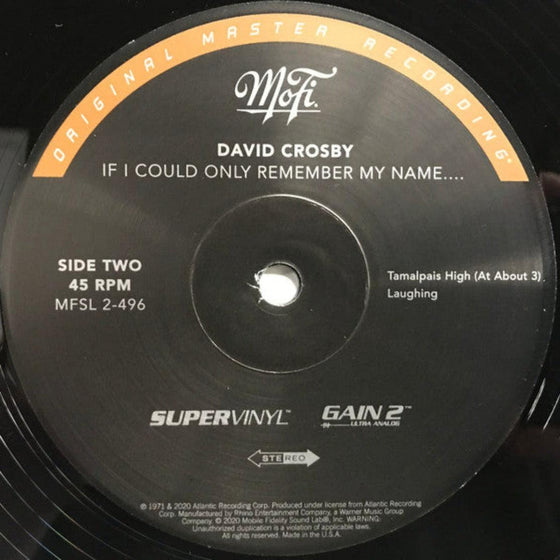 ORIGINAL MASTER RECORDING®
MoFi.
DAVID CROSBY
IF I COULD ONLY REMEMBER MY NAME....
SIDE TWO
45 RPM
MFSL 2-496
Tamalpais High (At About 3)
Laughing
SUPERVINYL™
GAIN 2™
ULTRA ANALOG
STEREO
℗ 1971 & 2020 Atlantic Recording Corp. Produced under license from Atlantic Recording
Corp. Manufactured by Rhino Entertainment Company, a Warner Music Group
Company. © 2020 Mobile Fidelity Sound Lab®, Inc. WARNING:
Unauthorized duplication is a violation of applicable laws.
All rights reserved. Made in the U.S.A.